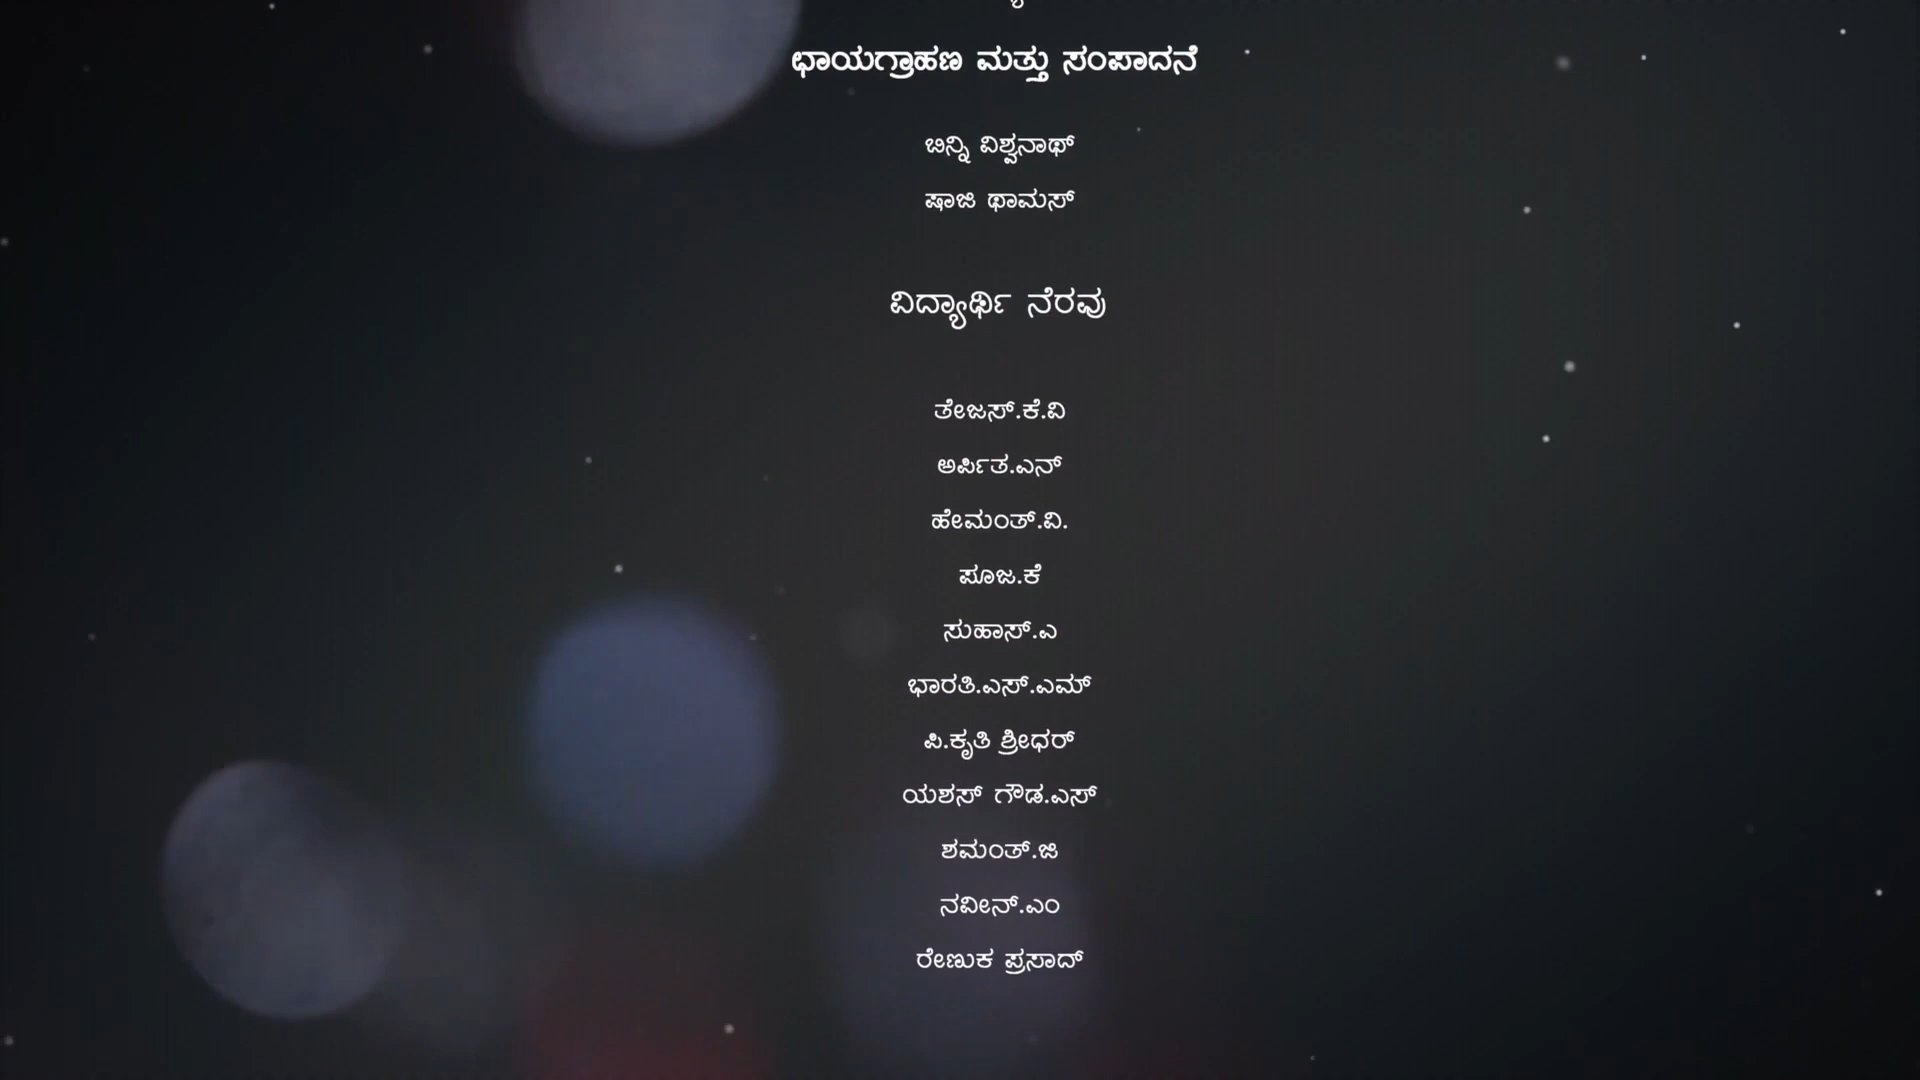 ಛಾಯಗ್ರಾಹಣ ಮತ್ತು ಸಂಪಾದನೆ
ಚಿನ್ನಿ ವಿಶ್ವನಾಥ್
ಷಾಜಿ ಥಾಮಸ್
ವಿದ್ಯಾರ್ಥಿ ನೆರವು
ತೇಜಸ್.ಕೆ.ವಿ
ಅರ್ಪಿತ.ಎನ್
ಹೇಮಂತ್.ವಿ.
ಪೂಜ.ಕೆ
ಸುಹಾಸ್.ಎ
ಭಾರತಿ.ಎಸ್.ಎಮ್
ಪಿ.ಕೃತಿ ಶ್ರೀಧರ್
ಯಶಸ್ ಗೌಡ.ಎಸ್
ಶಮಂತ್.ಜಿ
ನವೀನ್.ಎಂ
ರೇಣುಕ ಪ್ರಸಾದ್